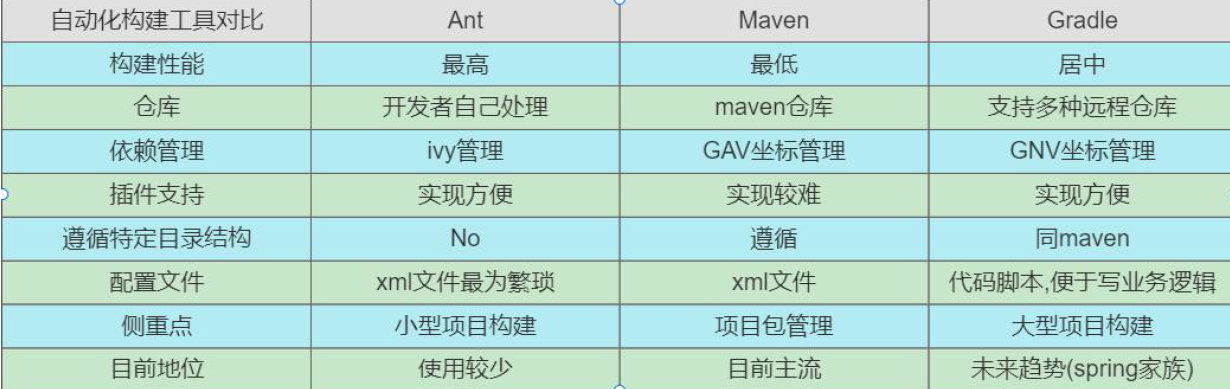 自动化构建工具对比 Ant Maven Gradle
构建性能 最高 最低 居中
仓库 开发者自己处理 maven仓库 支持多种远程仓库
依赖管理 ivy管理 GAV坐标管理 GNV坐标管理
插件支持 实现方便 实现较难 实现方便
遵循特定目录结构 No 遵循 同maven
配置文件 xml文件最为繁琐 xml文件 代码脚本,便于写业务逻辑
侧重点 小型项目构建 项目包管理 大型项目构建
目前地位 使用较少 目前主流 未来趋势(spring家族)